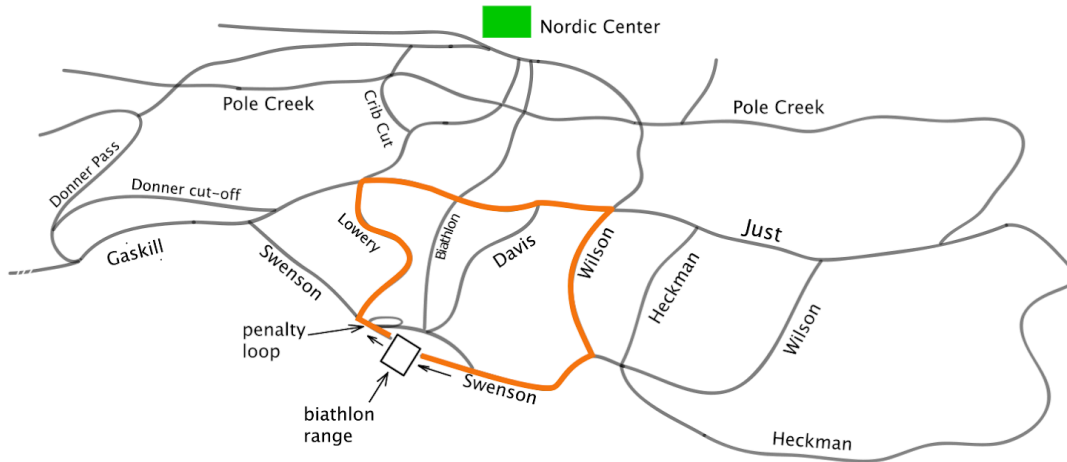 Nordic Center
Pole Creek
Crib Cut
Pole Creek
Donner Pass
Donner cut-off
Lowery
Biathlon
Davis
Wilson
Just
Gaskill
Swenson
Heckman
Wilson
penalty
loop
Swenson
biathlon
range
Heckman